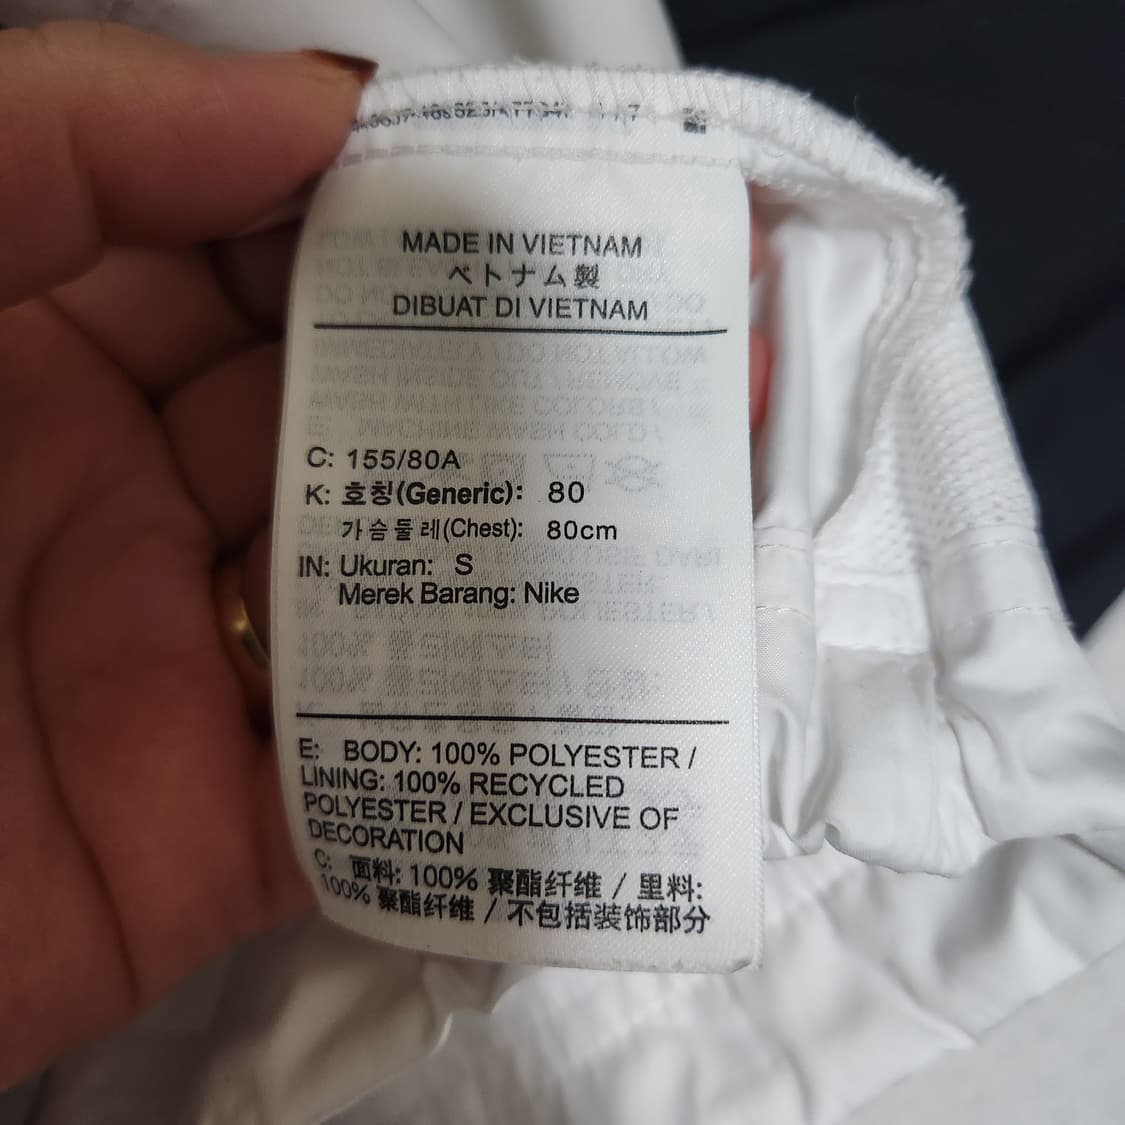 MADE IN VIETNAM
ベトナム製
DIBUAT DI VIETNAM
C: 155/80A
K: 호칭(Generic): 80
가슴둘레(Chest): 80cm
IN: Ukuran: S
Merek Barang: Nike
E: BODY: 100% POLYESTER /
LINING: 100% RECYCLED
POLYESTER / EXCLUSIVE OF
DECORATION
C: 面料: 100% 聚酯纤维 / 里料:
100% 聚酯纤维 / 不包括装饰部分